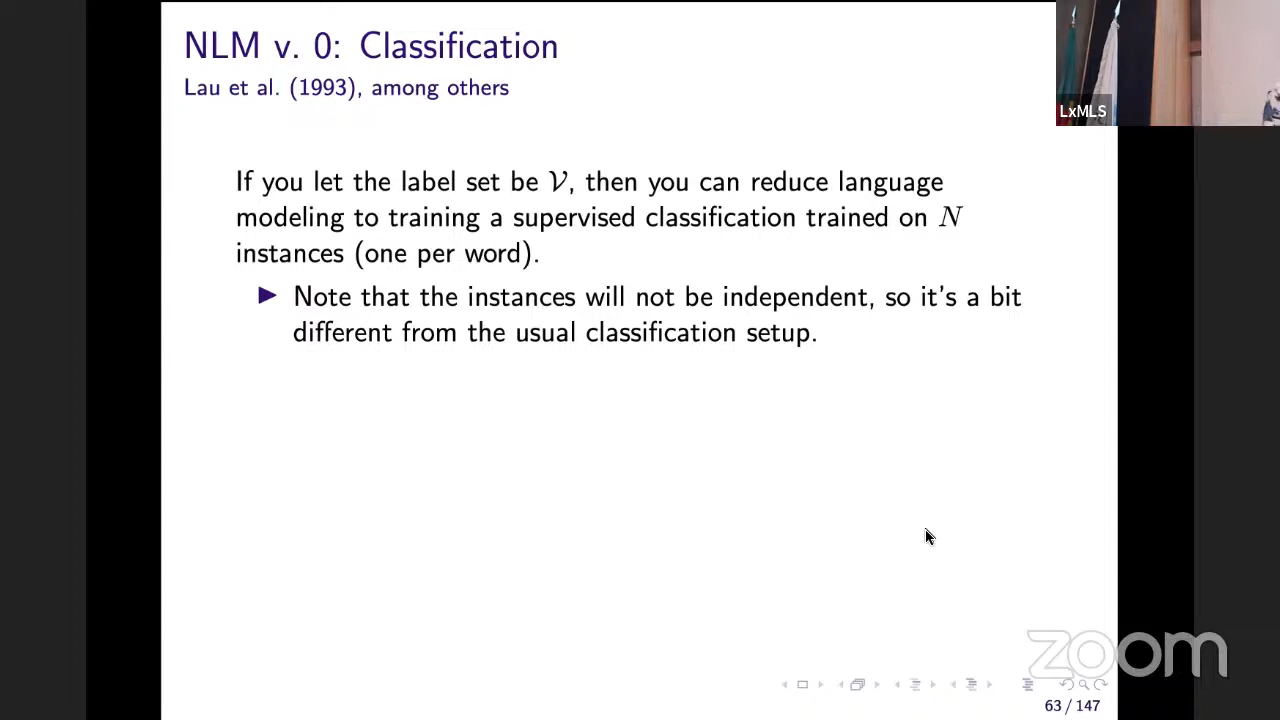 NLM v. 0: Classification
Lau et al. (1993), among others
LxMLS
If you let the label set be 𝒱, then you can reduce language
modeling to training a supervised classification trained on N
instances (one per word).
▶ Note that the instances will not be independent, so it's a bit
different from the usual classification setup.
zoom
63 / 147